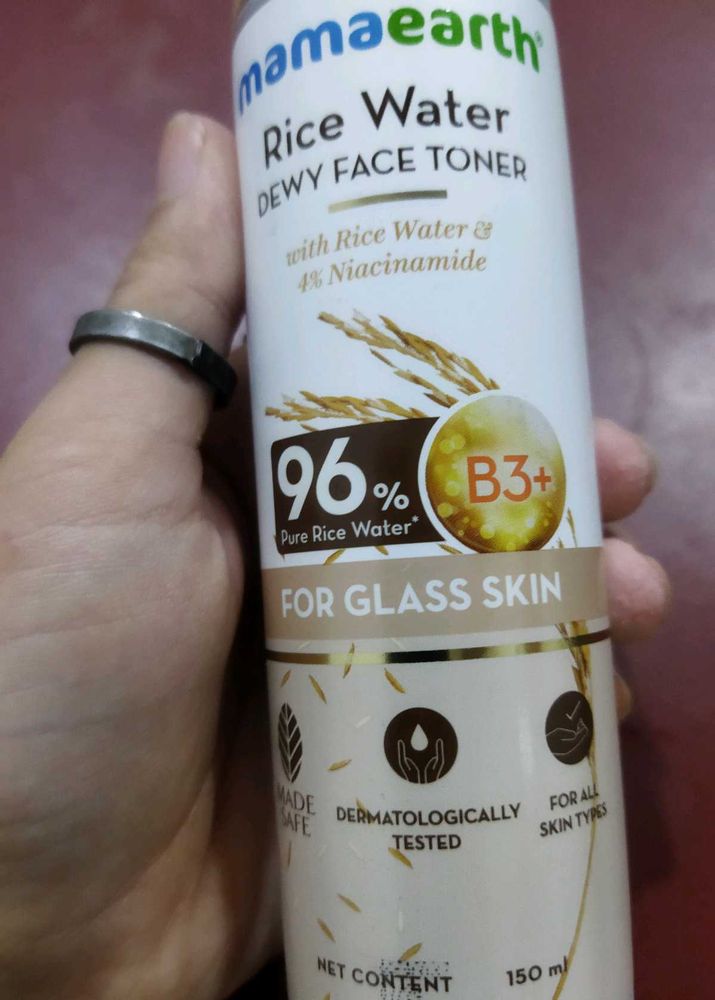 mamaearth
Rice Water
DEWY FACE TONER
with Rice Water &
4% Niacinamide
96%
Pure Rice Water*
B3+
FOR GLASS SKIN
MADE
SAFE
DERMATOLOGICALLY
TESTED
FOR ALL
SKIN TYPES
NET CONTENT 150 ml